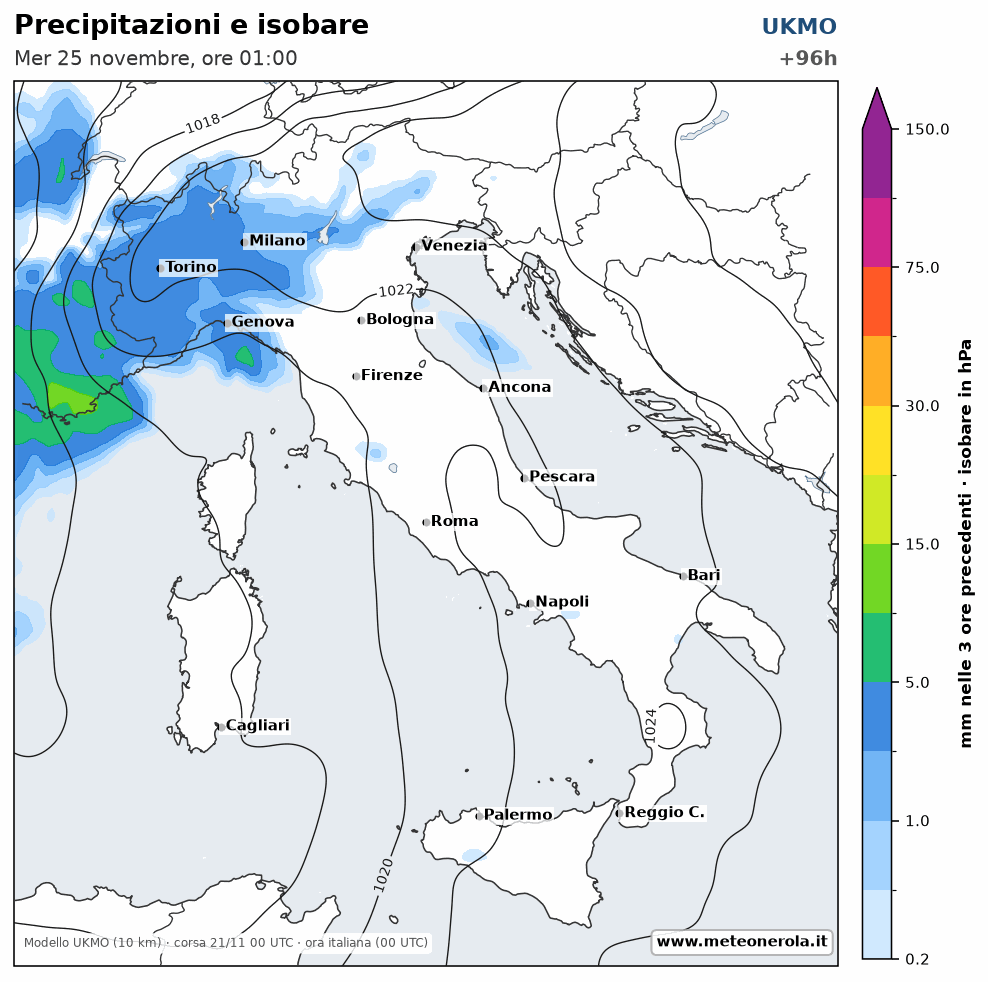 Precipitazioni e isobare
UKMO
Mer 25 novembre, ore 01:00
+96h
1018
150.0
Milano
Venezia
Torino
75.0
1022
Genova
Bologna
Firenze
Ancona
30.0
Pescara
Roma
15.0
Bari
Napoli
5.0
Cagliari
1024
Palermo
Reggio C.
1.0
1020
Modello UKMO (10 km) · corsa 21/11 00 UTC · ora italiana (00 UTC)
www.meteonerola.it
0.2
mm nelle 3 ore precedenti · isobare in hPa